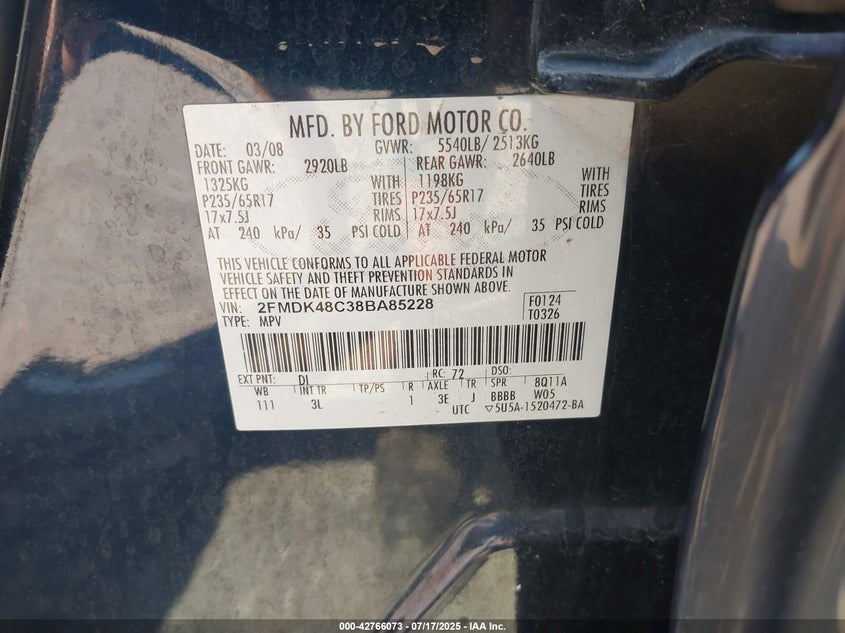 MFD. BY FORD MOTOR CO.
DATE: 03/08 GVWR: 5540LB/ 2513KG
FRONT GAWR: 2920LB REAR GAWR: 2640LB
1325KG WITH 1198KG WITH
P235/65R17 TIRES P235/65R17 TIRES
17x7.5J RIMS 17x7.5J RIMS
AT 240 kPa/ 35 PSI COLD AT 240 kPa/ 35 PSI COLD
THIS VEHICLE CONFORMS TO ALL APPLICABLE FEDERAL MOTOR
VEHICLE SAFETY AND THEFT PREVENTION STANDARDS IN
EFFECT ON THE DATE OF MANUFACTURE SHOWN ABOVE.
VIN: 2FMDK48C38BA85228 F0124
TYPE: MPV T0326
EXT PNT: DI RC: 72 DSO:
WB INT TR TP/PS R AXLE TR SPR 8Q11A
111 3L 1 3E J BBBB W05
UTC ▽5U5A-1520472-BA
000-42766073 / 07/17/2025 - IAA Inc.